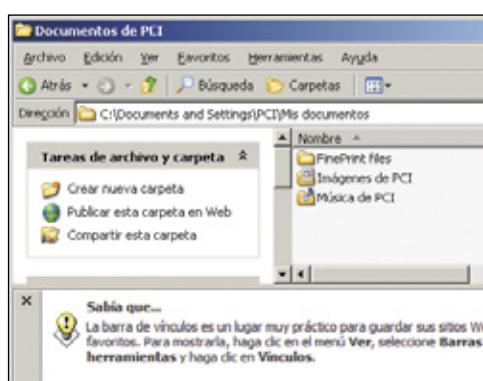 Documentos de PCI
Archivo Edición Ver Favoritos Herramientas Ayuda
Atrás Búsqueda Carpetas
Dirección C:\Documents and Settings\PCI\Mis documentos
Nombre
Tareas de archivo y carpeta
FinePrint files
Crear nueva carpeta
Imágenes de PCI
Publicar esta carpeta en Web
Música de PCI
Compartir esta carpeta
Sabía que...
La barra de vínculos es un lugar muy práctico para guardar sus sitios We
favoritos. Para mostrarla, haga clic en el menú Ver, seleccione Barras
herramientas y haga clic en Vínculos.